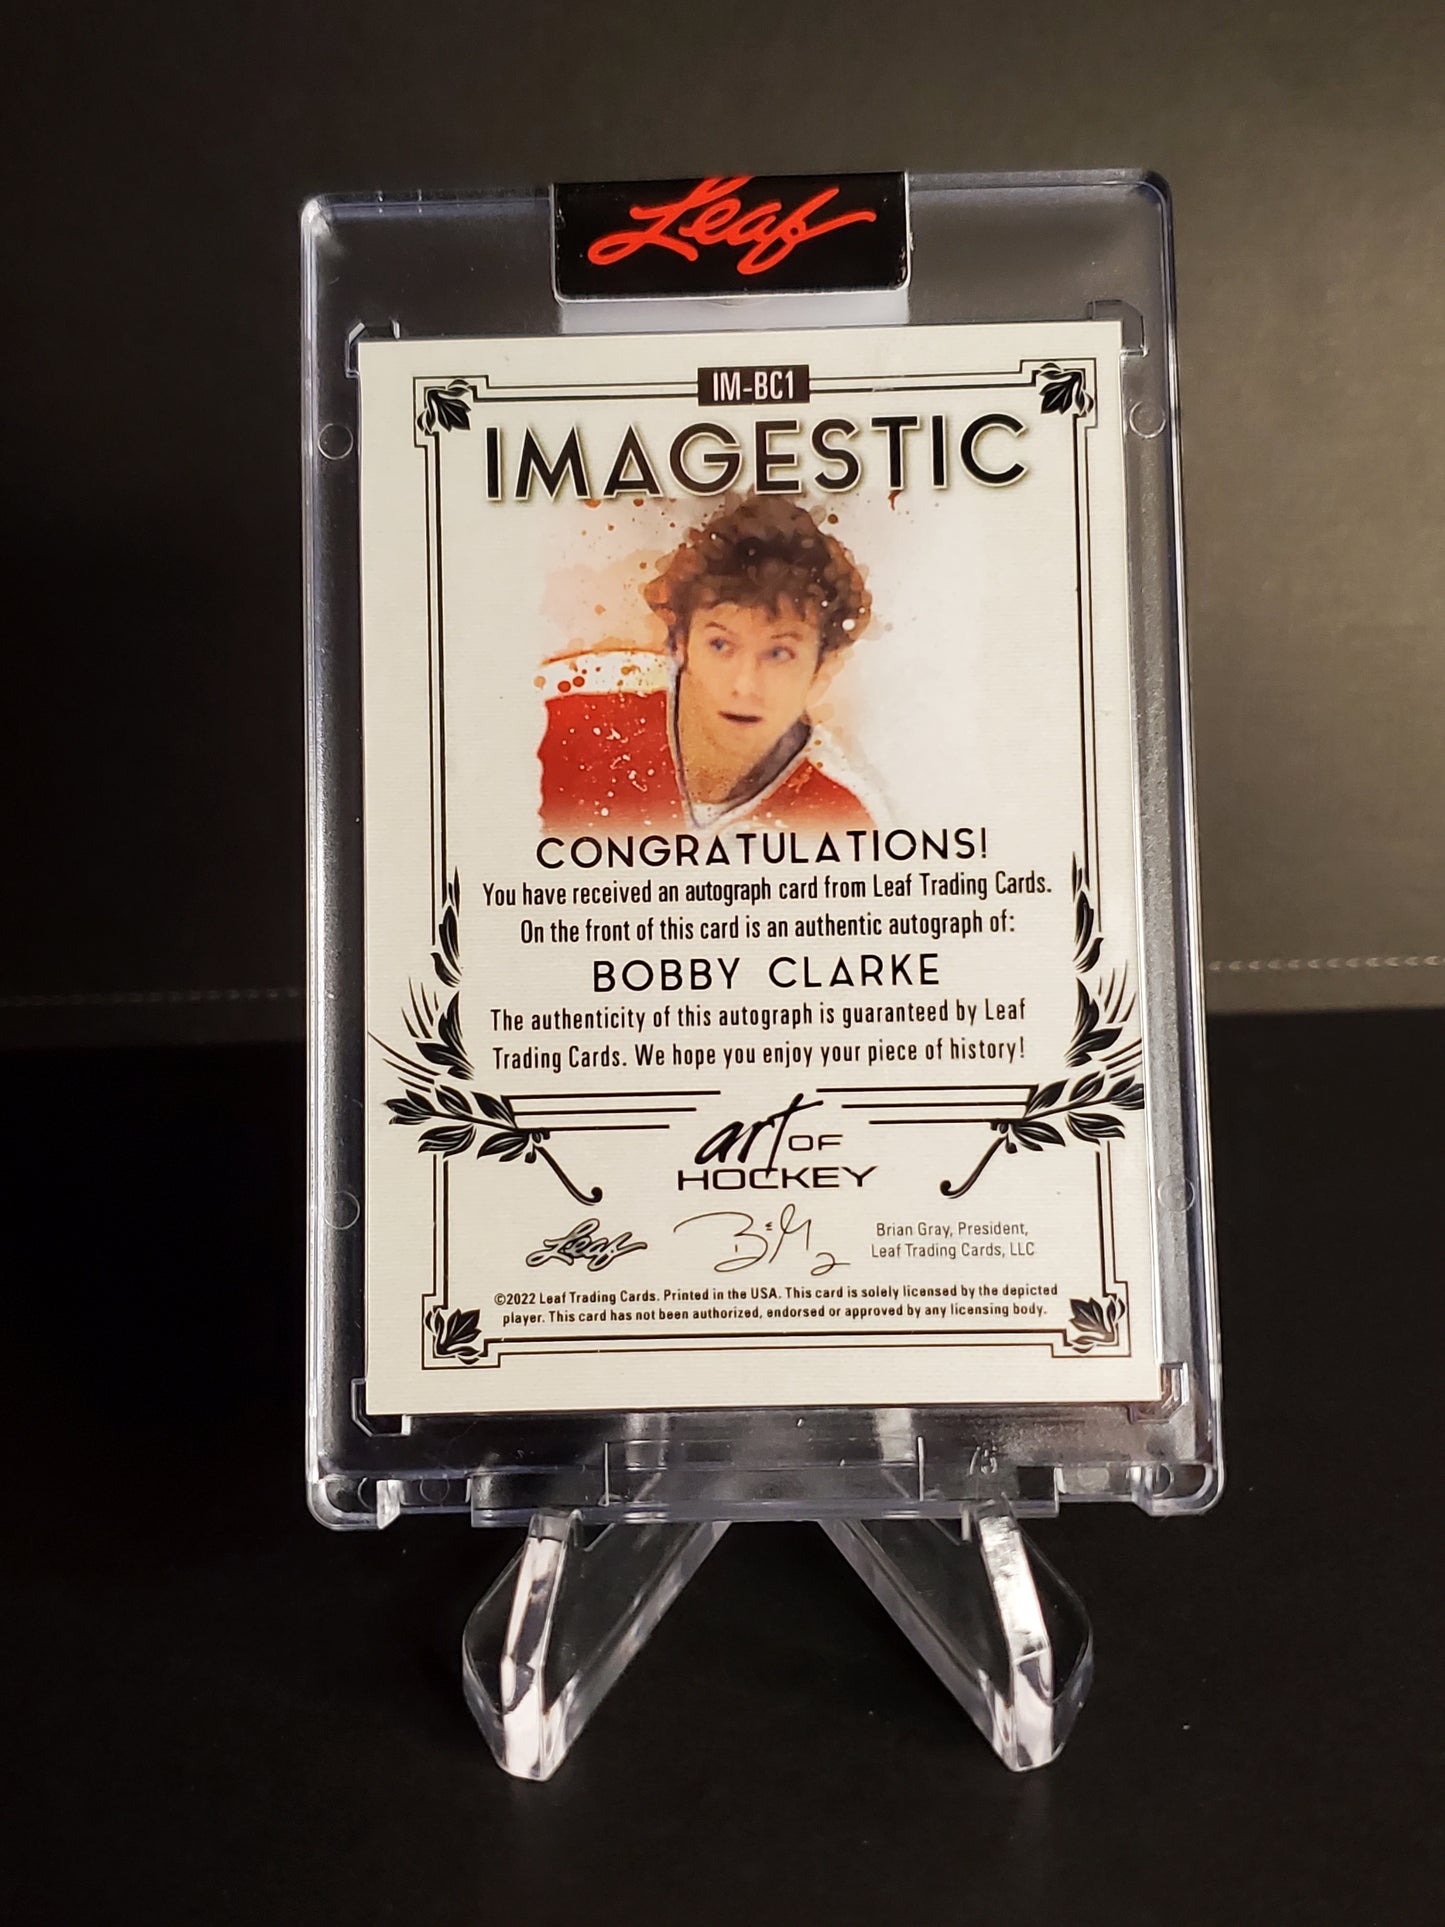 Leaf
IM-BC1
IMAGESTIC
CONGRATULATIONS!
You have received an autograph card from Leaf Trading Cards.
On the front of this card is an authentic autograph of:
BOBBY CLARKE
The authenticity of this autograph is guaranteed by Leaf
Trading Cards. We hope you enjoy your piece of history!
art OF
HOCKEY
Leaf
Brian Gray, President,
Leaf Trading Cards, LLC
©2022 Leaf Trading Cards. Printed in the USA. This card is solely licensed by the depicted
player. This card has not been authorized, endorsed or approved by any licensing body.